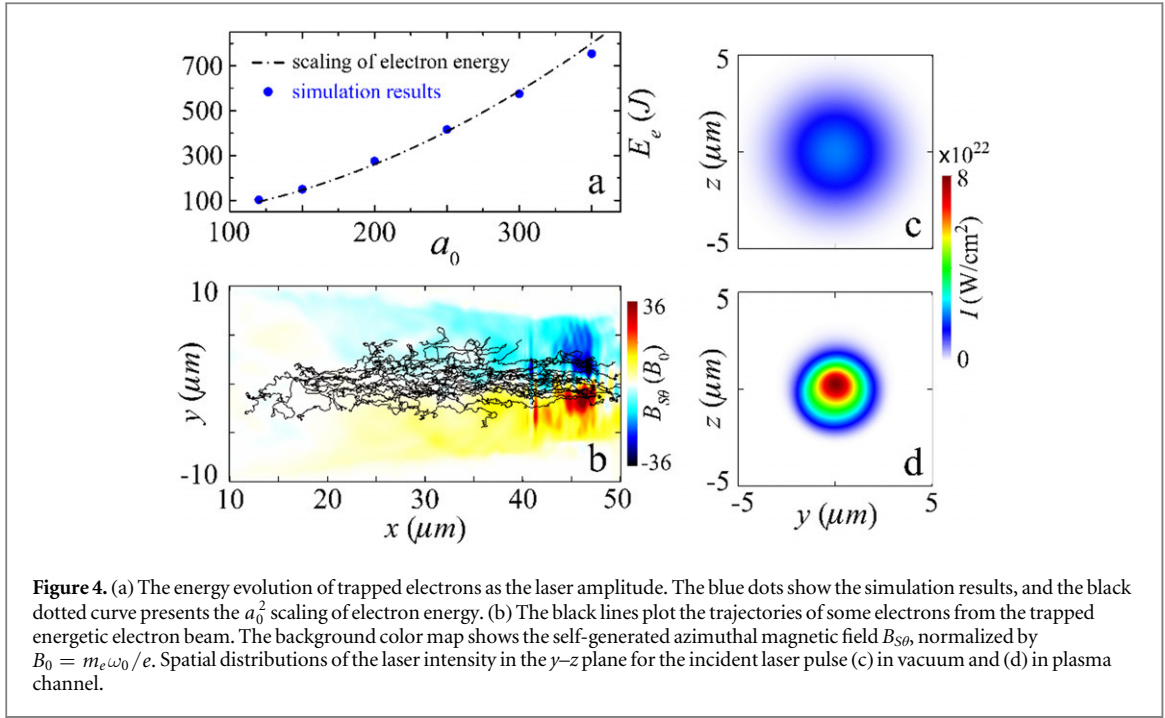 700
500
300
100
scaling of electron energy
simulation results
E_e (J)
a
100
200
300
a_0
10
-10
y (μm)
10
20
30
40
50
x (μm)
b
36
-36
B_Sθ (B_0)
5
-5
z (μm)
c
x10^22
8
0
I (W/cm^2)
5
-5
z (μm)
d
-5
5
y (μm)
Figure 4. (a) The energy evolution of trapped electrons as the laser amplitude. The blue dots show the simulation results, and the black
dotted curve presents the a_0^2 scaling of electron energy. (b) The black lines plot the trajectories of some electrons from the trapped
energetic electron beam. The background color map shows the self-generated azimuthal magnetic field B_Sθ, normalized by
B_0 = m_eω_0/e. Spatial distributions of the laser intensity in the y–z plane for the incident laser pulse (c) in vacuum and (d) in plasma
channel.